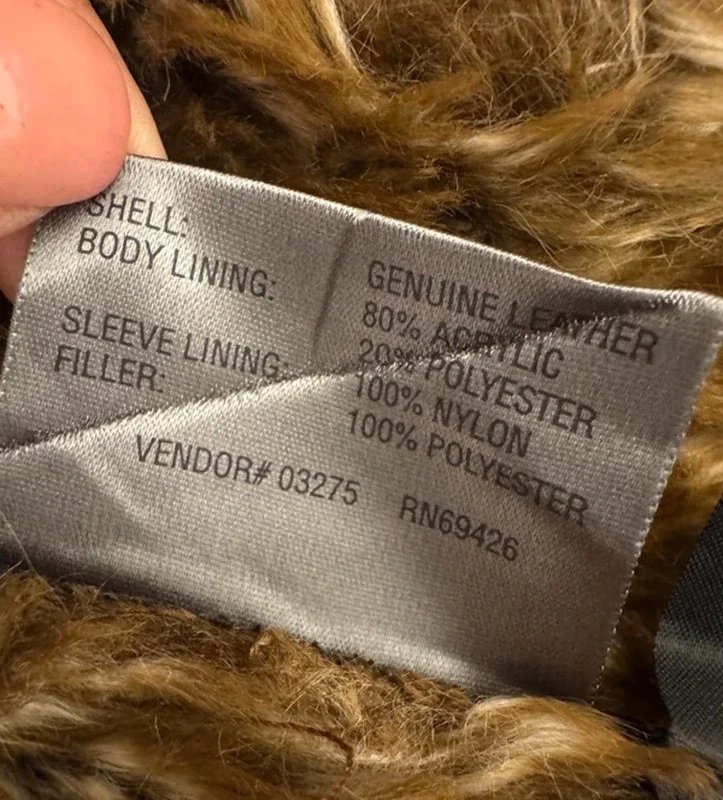 SHELL: GENUINE LEATHER
BODY LINING: 80% ACRYLIC
20% POLYESTER
SLEEVE LINING: 100% NYLON
FILLER: 100% POLYESTER
VENDOR# 03275 RN69426